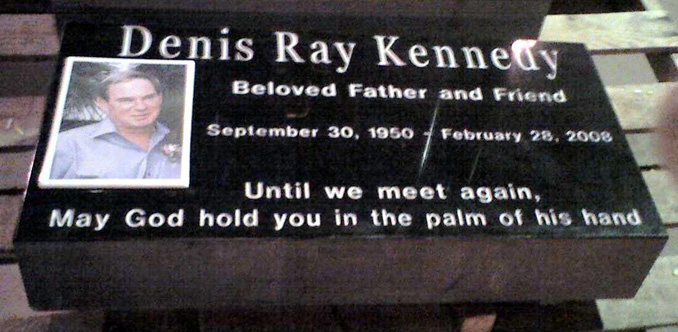 Denis Ray Kennedy
Beloved Father and Friend
September 30, 1950 - February 28, 2008
Until we meet again,
May God hold you in the palm of his hand